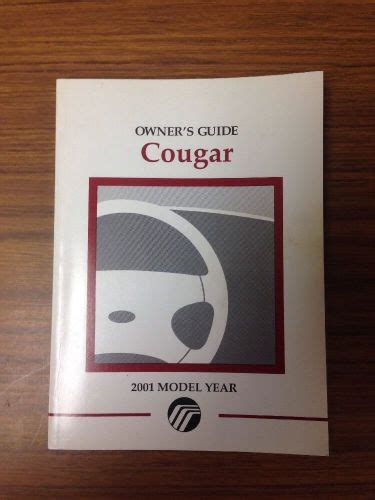 OWNER'S GUIDE
Cougar
2001 MODEL YEAR